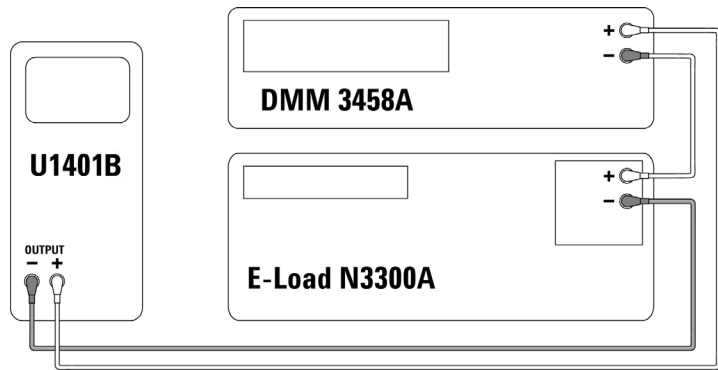 +
−
DMM 3458A
U1401B
+
−
OUTPUT
− +
E-Load N3300A